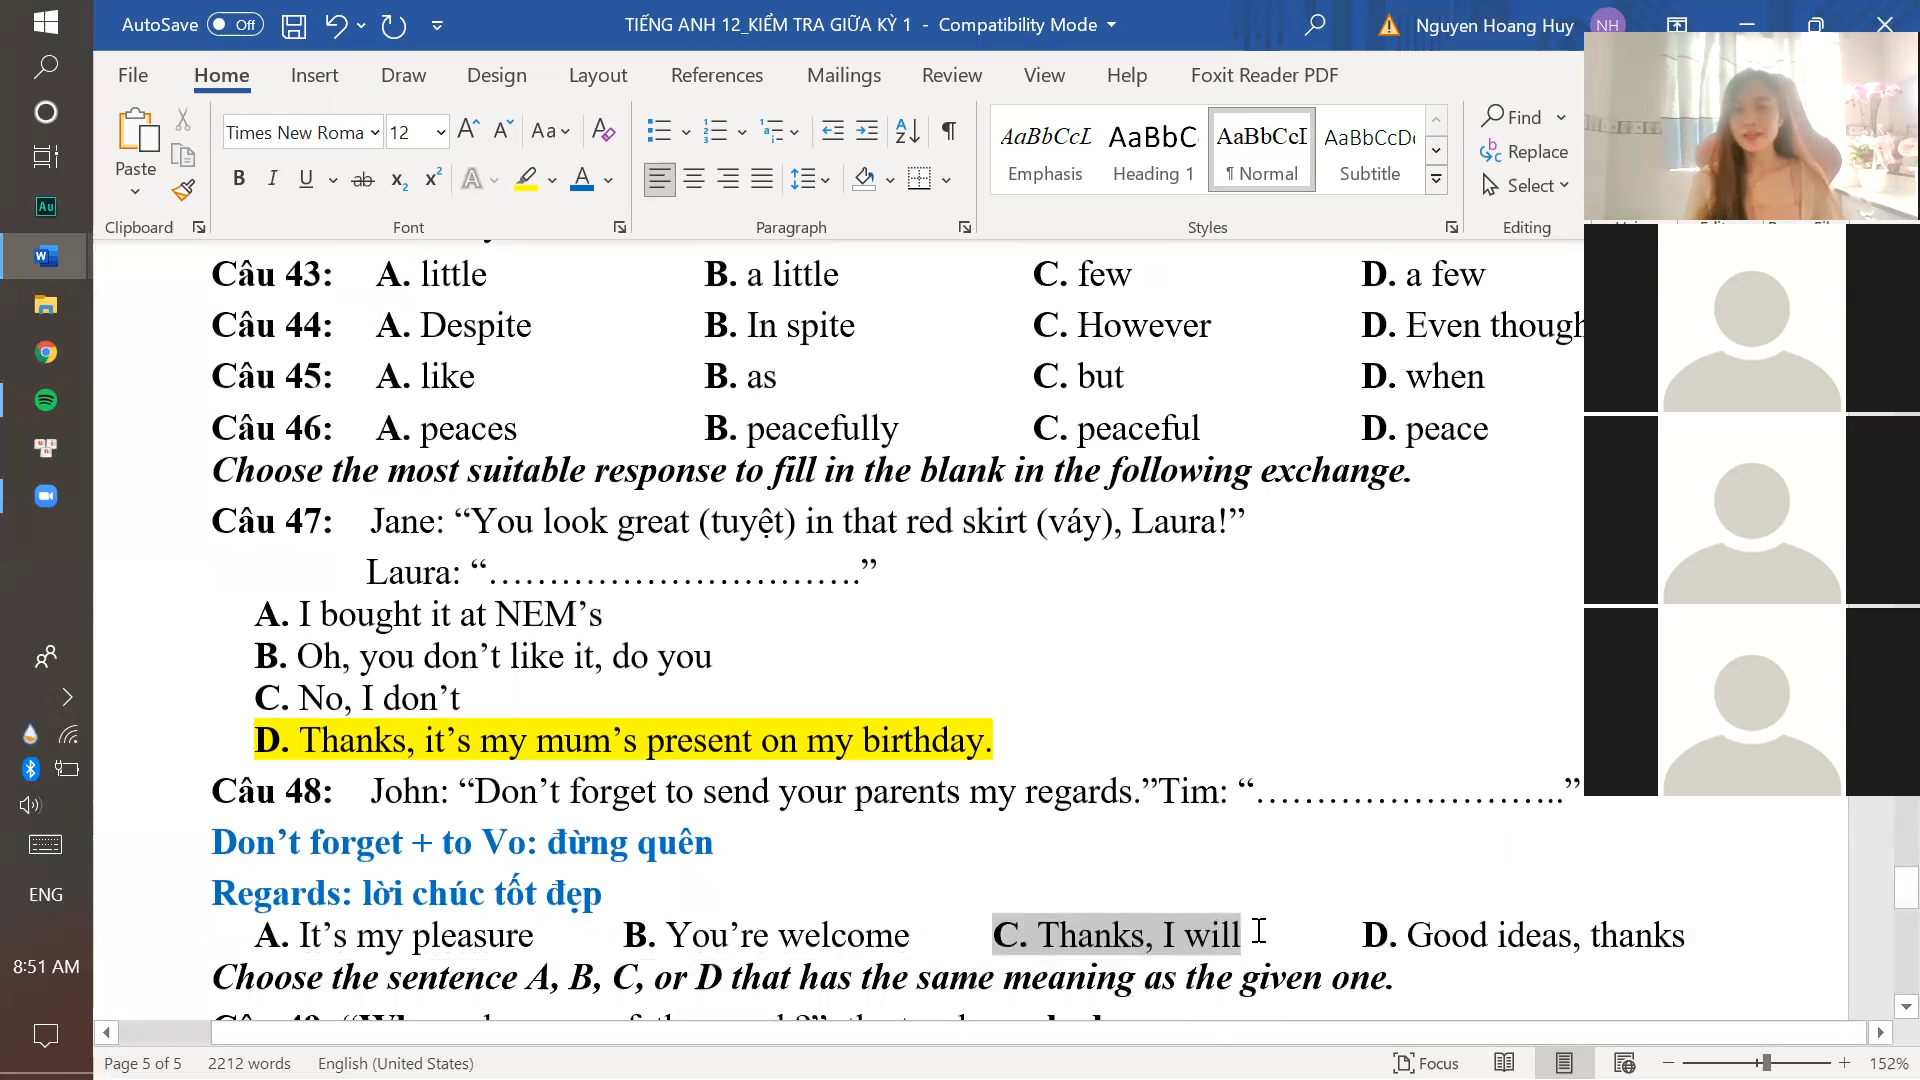 AutoSave Off TIẾNG ANH 12_KIỂM TRA GIỮA KỲ 1 - Compatibility Mode Nguyen Hoang Huy NH
File Home Insert Draw Design Layout References Mailings Review View Help Foxit Reader PDF
Times New Roma 12 AaBbCcL AaBbC AaBbCcI AaBbCcD Find
Paste Emphasis Heading 1 ¶ Normal Subtitle Replace
Select
Clipboard Font Paragraph Styles Editing
Câu 43: A. little B. a little C. few D. a few
Câu 44: A. Despite B. In spite C. However D. Even though
Câu 45: A. like B. as C. but D. when
Câu 46: A. peaces B. peacefully C. peaceful D. peace
Choose the most suitable response to fill in the blank in the following exchange.
Câu 47: Jane: “You look great (tuyệt) in that red skirt (váy), Laura!”
Laura: “………………………….”
A. I bought it at NEM’s
B. Oh, you don’t like it, do you
C. No, I don’t
D. Thanks, it’s my mum’s present on my birthday.
Câu 48: John: “Don’t forget to send your parents my regards.”Tim: “……………………..”
Don’t forget + to Vo: đừng quên
Regards: lời chúc tốt đẹp
A. It’s my pleasure B. You’re welcome C. Thanks, I will D. Good ideas, thanks
Choose the sentence A, B, C, or D that has the same meaning as the given one.
ENG
8:51 AM
Page 5 of 5 2212 words English (United States) Focus 152%